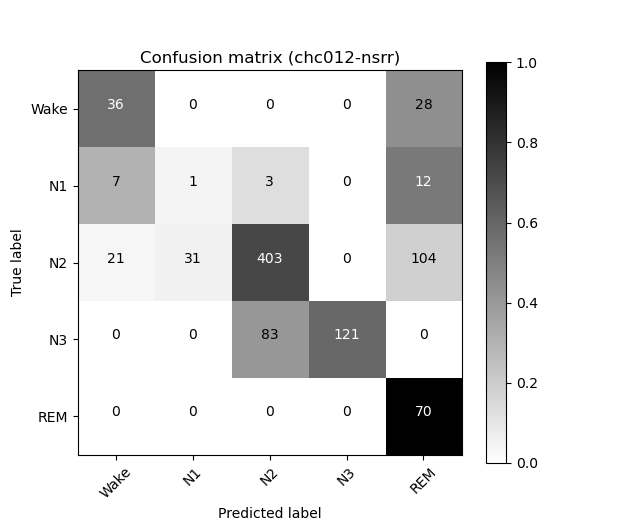 Confusion matrix (chc012-nsrr)
True label
Wake 36 0 0 0 28
N1 7 1 3 0 12
N2 21 31 403 0 104
N3 0 0 83 121 0
REM 0 0 0 0 70
Wake N1 N2 N3 REM
Predicted label
1.0
0.8
0.6
0.4
0.2
0.0